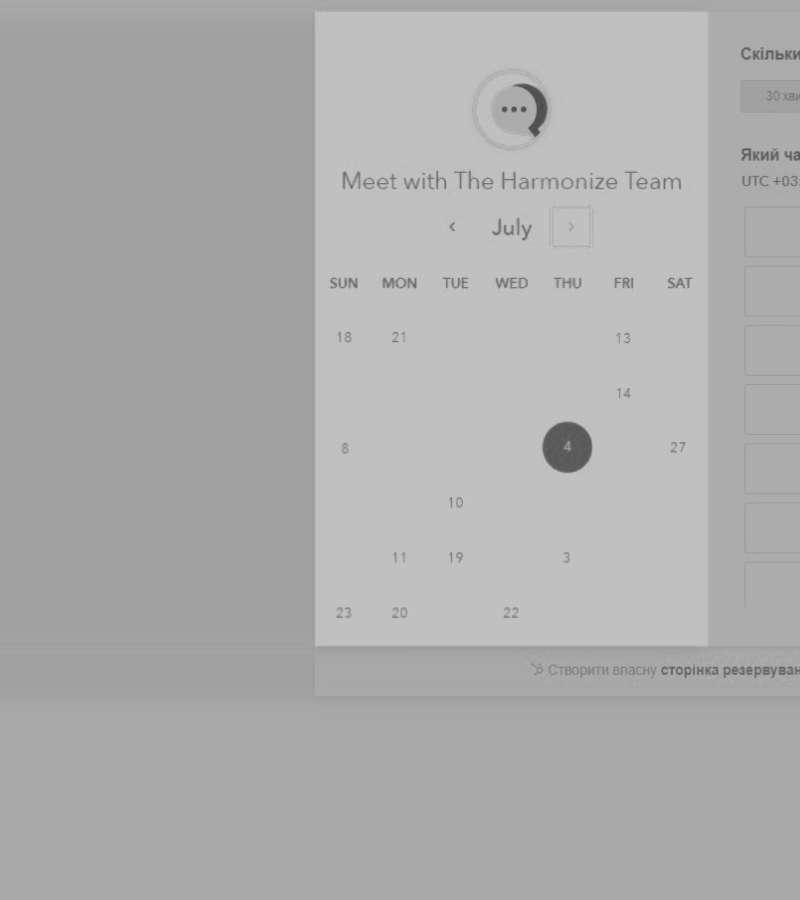 Скільки
30 хви
Meet with The Harmonize Team
Який ча
UTC +03:
July
SUN MON TUE WED THU FRI SAT
18 21 13
14
8 4 27
10
11 19 3
23 20 22
Створити власну сторінка резервуван